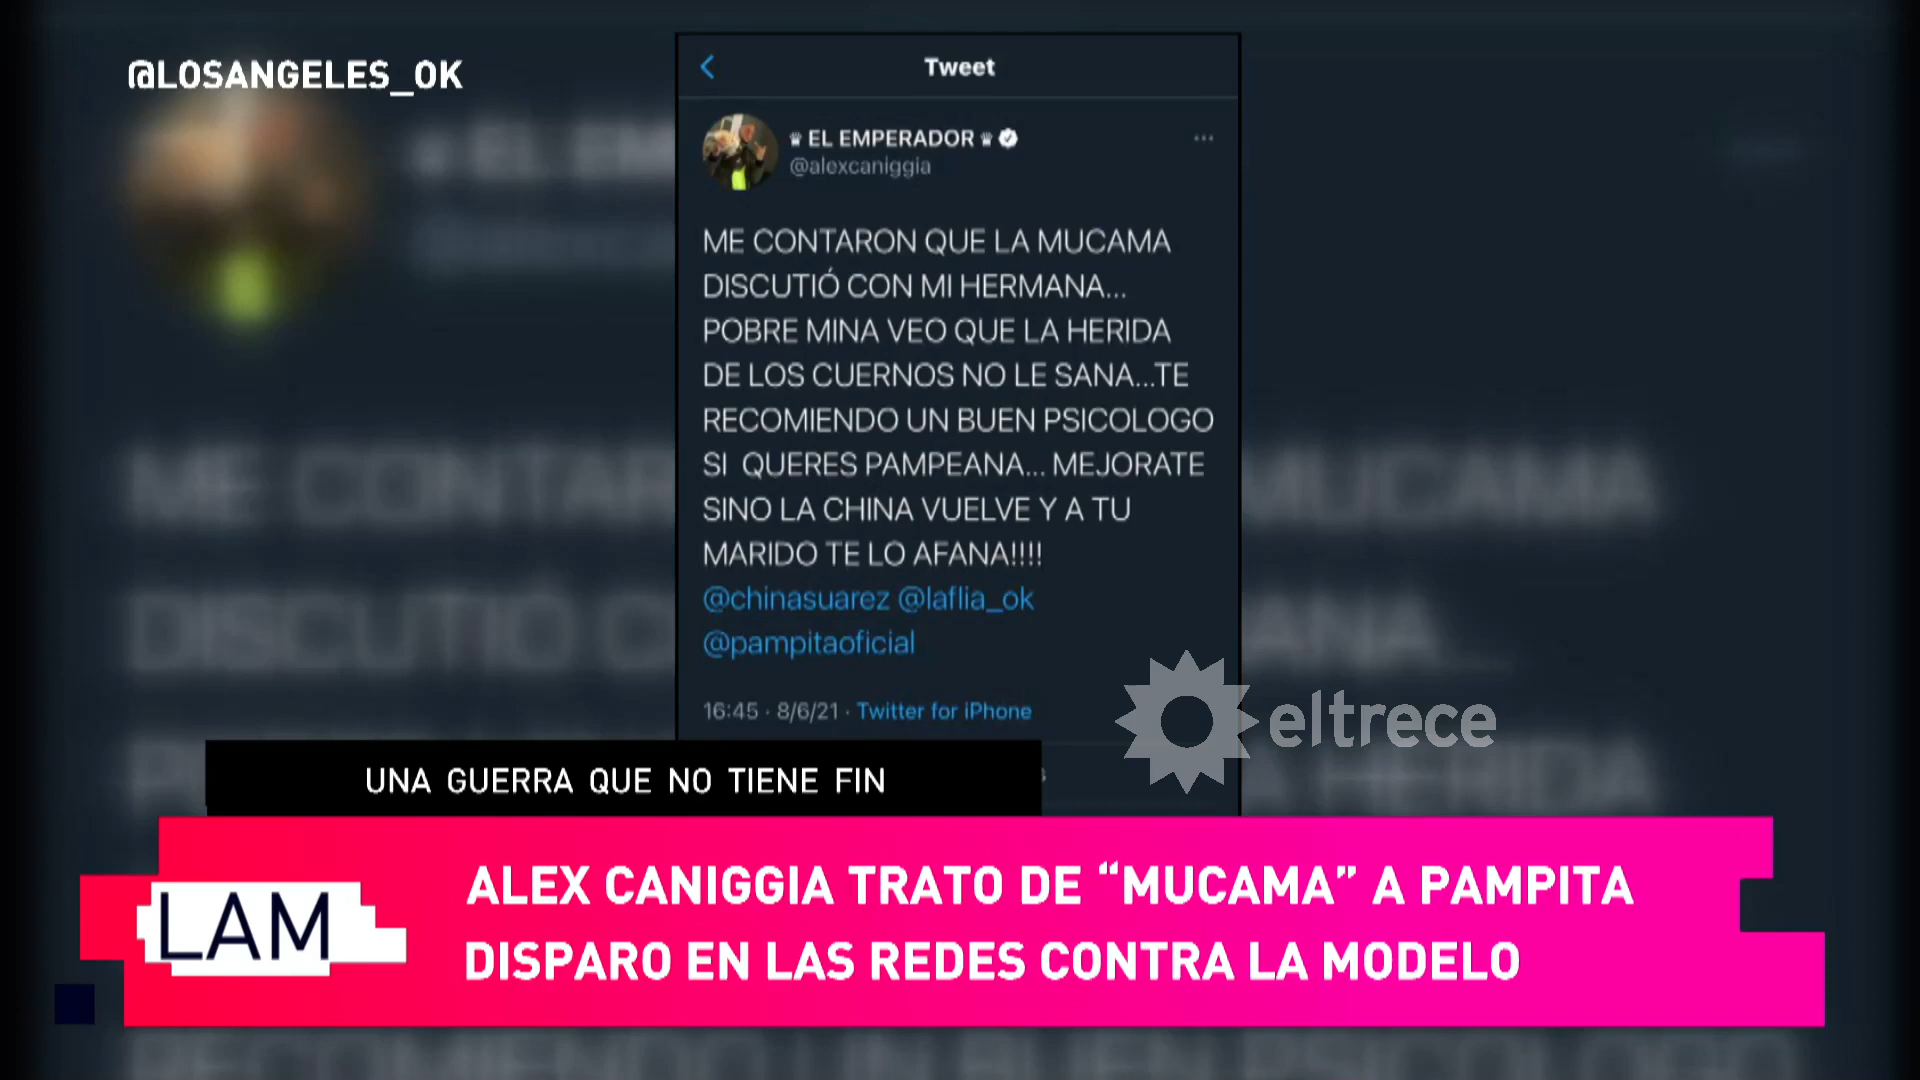 @LOSANGELES_OK
Tweet
♛ EL EMPERADOR ♛
@alexcaniggia
ME CONTARON QUE LA MUCAMA
DISCUTIÓ CON MI HERMANA...
POBRE MINA VEO QUE LA HERIDA
DE LOS CUERNOS NO LE SANA...TE
RECOMIENDO UN BUEN PSICOLOGO
SI QUERES PAMPEANA... MEJORATE
SINO LA CHINA VUELVE Y A TU
MARIDO TE LO AFANA!!!!
@chinasuarez @laflia_ok
@pampitaoficial
16:45 · 8/6/21 · Twitter for iPhone
eltrece
UNA GUERRA QUE NO TIENE FIN
LAM
ALEX CANIGGIA TRATO DE “MUCAMA” A PAMPITA
DISPARO EN LAS REDES CONTRA LA MODELO